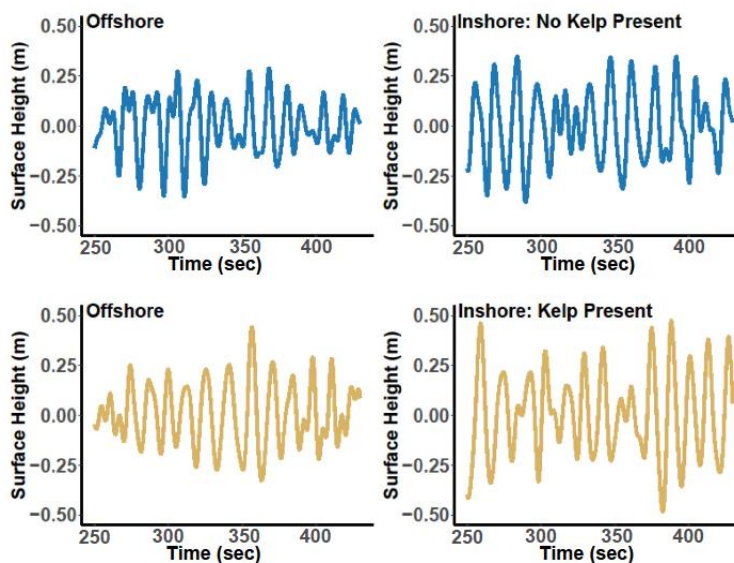 Offshore
Surface Height (m)
0.50
0.25
0.00
−0.25
−0.50
250 300 350 400
Time (sec)
Inshore: No Kelp Present
Surface Height (m)
0.50
0.25
0.00
−0.25
−0.50
250 300 350 400
Time (sec)
Offshore
Surface Height (m)
0.50
0.25
0.00
−0.25
−0.50
250 300 350 400
Time (sec)
Inshore: Kelp Present
Surface Height (m)
0.50
0.25
0.00
−0.25
−0.50
250 300 350 400
Time (sec)